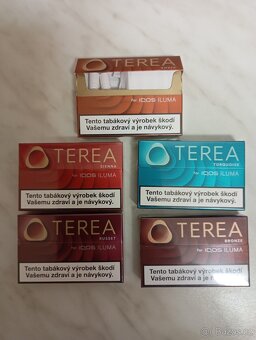 TEREA
for IQOS ILUMA
Tento tabákový výrobek škodí
Vašemu zdraví a je návykový.
TEREA
SIENNA
for IQOS ILUMA
Tento tabákový výrobek škodí
Vašemu zdraví a je návykový.
TEREA
TURQUOISE
for IQOS ILUMA
Tento tabákový výrobek škodí
Vašemu zdraví a je návykový.
TEREA
RUSSET
for IQOS ILUMA
Tento tabákový výrobek škodí
Vašemu zdraví a je návykový.
TEREA
BRONZE
for IQOS ILUMA
Tento tabákový výrobek škodí
Vašemu zdraví a je návykový.